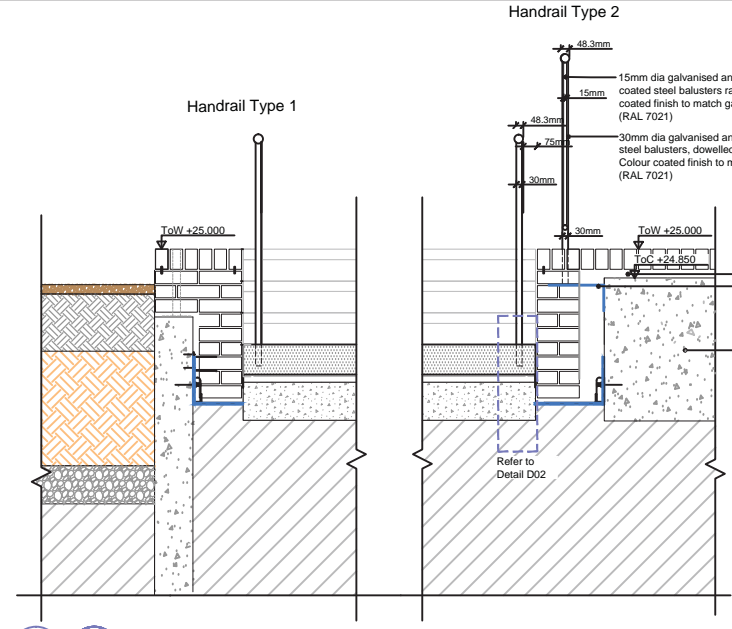 Handrail Type 2
48.3mm
15mm dia galvanised an
coated steel balusters ra
coated finish to match ga
(RAL 7021)
15mm
Handrail Type 1
48.3mm
75mm
30mm dia galvanised an
steel balusters, dowelled
Colour coated finish to m
(RAL 7021)
30mm
ToW +25.000
30mm
ToW +25.000
ToC +24.850
Refer to
Detail D02